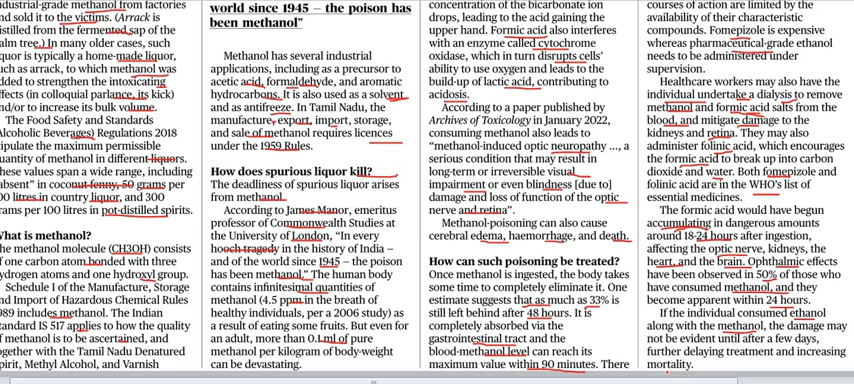 ndustrial-grade methanol from factories
nd sold it to the victims. (Arrack is
istilled from the fermented sap of the
alm tree.) In many older cases, such
quor is typically a home-made liquor,
uch as arrack, to which methanol was
dded to strengthen the intoxicating
ffects (in colloquial parlance, its kick)
nd/or to increase its bulk volume.
The Food Safety and Standards
Alcoholic Beverages) Regulations 2018
tipulate the maximum permissible
uantity of methanol in different liquors.
hese values span a wide range, including
absent” in coconut fenny, 50 grams per
00 litres in country liquor, and 300
rams per 100 litres in pot-distilled spirits.
What is methanol?
he methanol molecule (CH3OH) consists
f one carbon atom bonded with three
ydrogen atoms and one hydroxyl group.
Schedule I of the Manufacture, Storage
nd Import of Hazardous Chemical Rules
989 includes methanol. The Indian
tandard IS 517 applies to how the quality
f methanol is to be ascertained, and
ogether with the Tamil Nadu Denatured
pirit, Methyl Alcohol, and Varnish
world since 1945 – the poison has
been methanol”
Methanol has several industrial
applications, including as a precursor to
acetic acid, formaldehyde, and aromatic
hydrocarbons. It is also used as a solvent
and as antifreeze. In Tamil Nadu, the
manufacture, export, import, storage,
and sale of methanol requires licences
under the 1959 Rules.
How does spurious liquor kill?
The deadliness of spurious liquor arises
from methanol.
According to James Manor, emeritus
professor of Commonwealth Studies at
the University of London, “In every
hooch tragedy in the history of India –
and of the world since 1945 – the poison
has been methanol.” The human body
contains infinitesimal quantities of
methanol (4.5 ppm in the breath of
healthy individuals, per a 2006 study) as
a result of eating some fruits. But even for
an adult, more than 0.1 ml of pure
methanol per kilogram of body-weight
can be devastating.
concentration of the bicarbonate ion
drops, leading to the acid gaining the
upper hand. Formic acid also interferes
with an enzyme called cytochrome
oxidase, which in turn disrupts cells’
ability to use oxygen and leads to the
build-up of lactic acid, contributing to
acidosis.
According to a paper published by
Archives of Toxicology in January 2022,
consuming methanol also leads to
“methanol-induced optic neuropathy ..., a
serious condition that may result in
long-term or irreversible visual
impairment or even blindness [due to]
damage and loss of function of the optic
nerve and retina”.
Methanol-poisoning can also cause
cerebral edema, haemorrhage, and death.
How can such poisoning be treated?
Once methanol is ingested, the body takes
some time to completely eliminate it. One
estimate suggests that as much as 33% is
still left behind after 48 hours. It is
completely absorbed via the
gastrointestinal tract and the
blood-methanol level can reach its
maximum value within 90 minutes. There
courses of action are limited by the
availability of their characteristic
compounds. Fomepizole is expensive
whereas pharmaceutical-grade ethanol
needs to be administered under
supervision.
Healthcare workers may also have the
individual undertake a dialysis to remove
methanol and formic acid salts from the
blood, and mitigate damage to the
kidneys and retina. They may also
administer folinic acid, which encourages
the formic acid to break up into carbon
dioxide and water. Both fomepizole and
folinic acid are in the WHO’s list of
essential medicines.
The formic acid would have begun
accumulating in dangerous amounts
around 18-24 hours after ingestion,
affecting the optic nerve, kidneys, the
heart, and the brain. Ophthalmic effects
have been observed in 50% of those who
have consumed methanol, and they
become apparent within 24 hours.
If the individual consumed ethanol
along with the methanol, the damage may
not be evident until after a few days,
further delaying treatment and increasing
mortality.